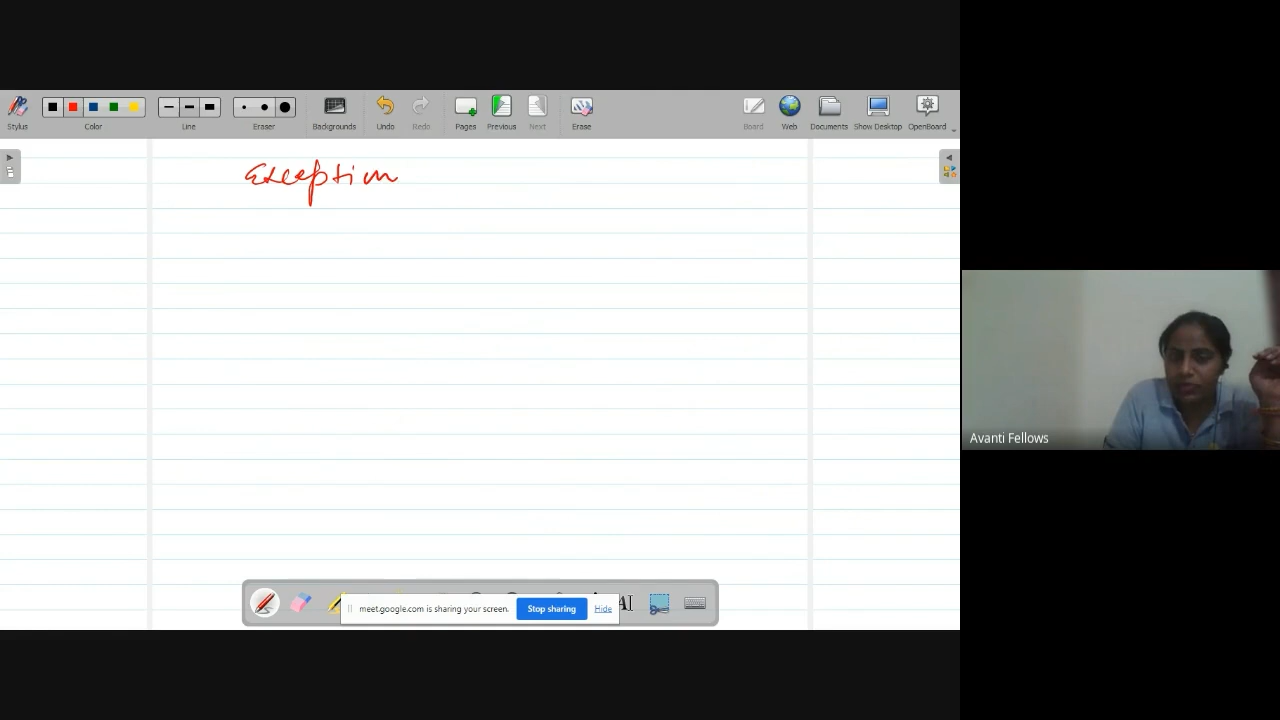 Stylus
Color
Line
Eraser
Backgrounds
Undo
Redo
Pages
Previous
Next
Erase
Board
Web
Documents
Show Desktop
OpenBoard
Exception
Avanti Fellows
meet.google.com is sharing your screen.
Stop sharing
Hide
AI